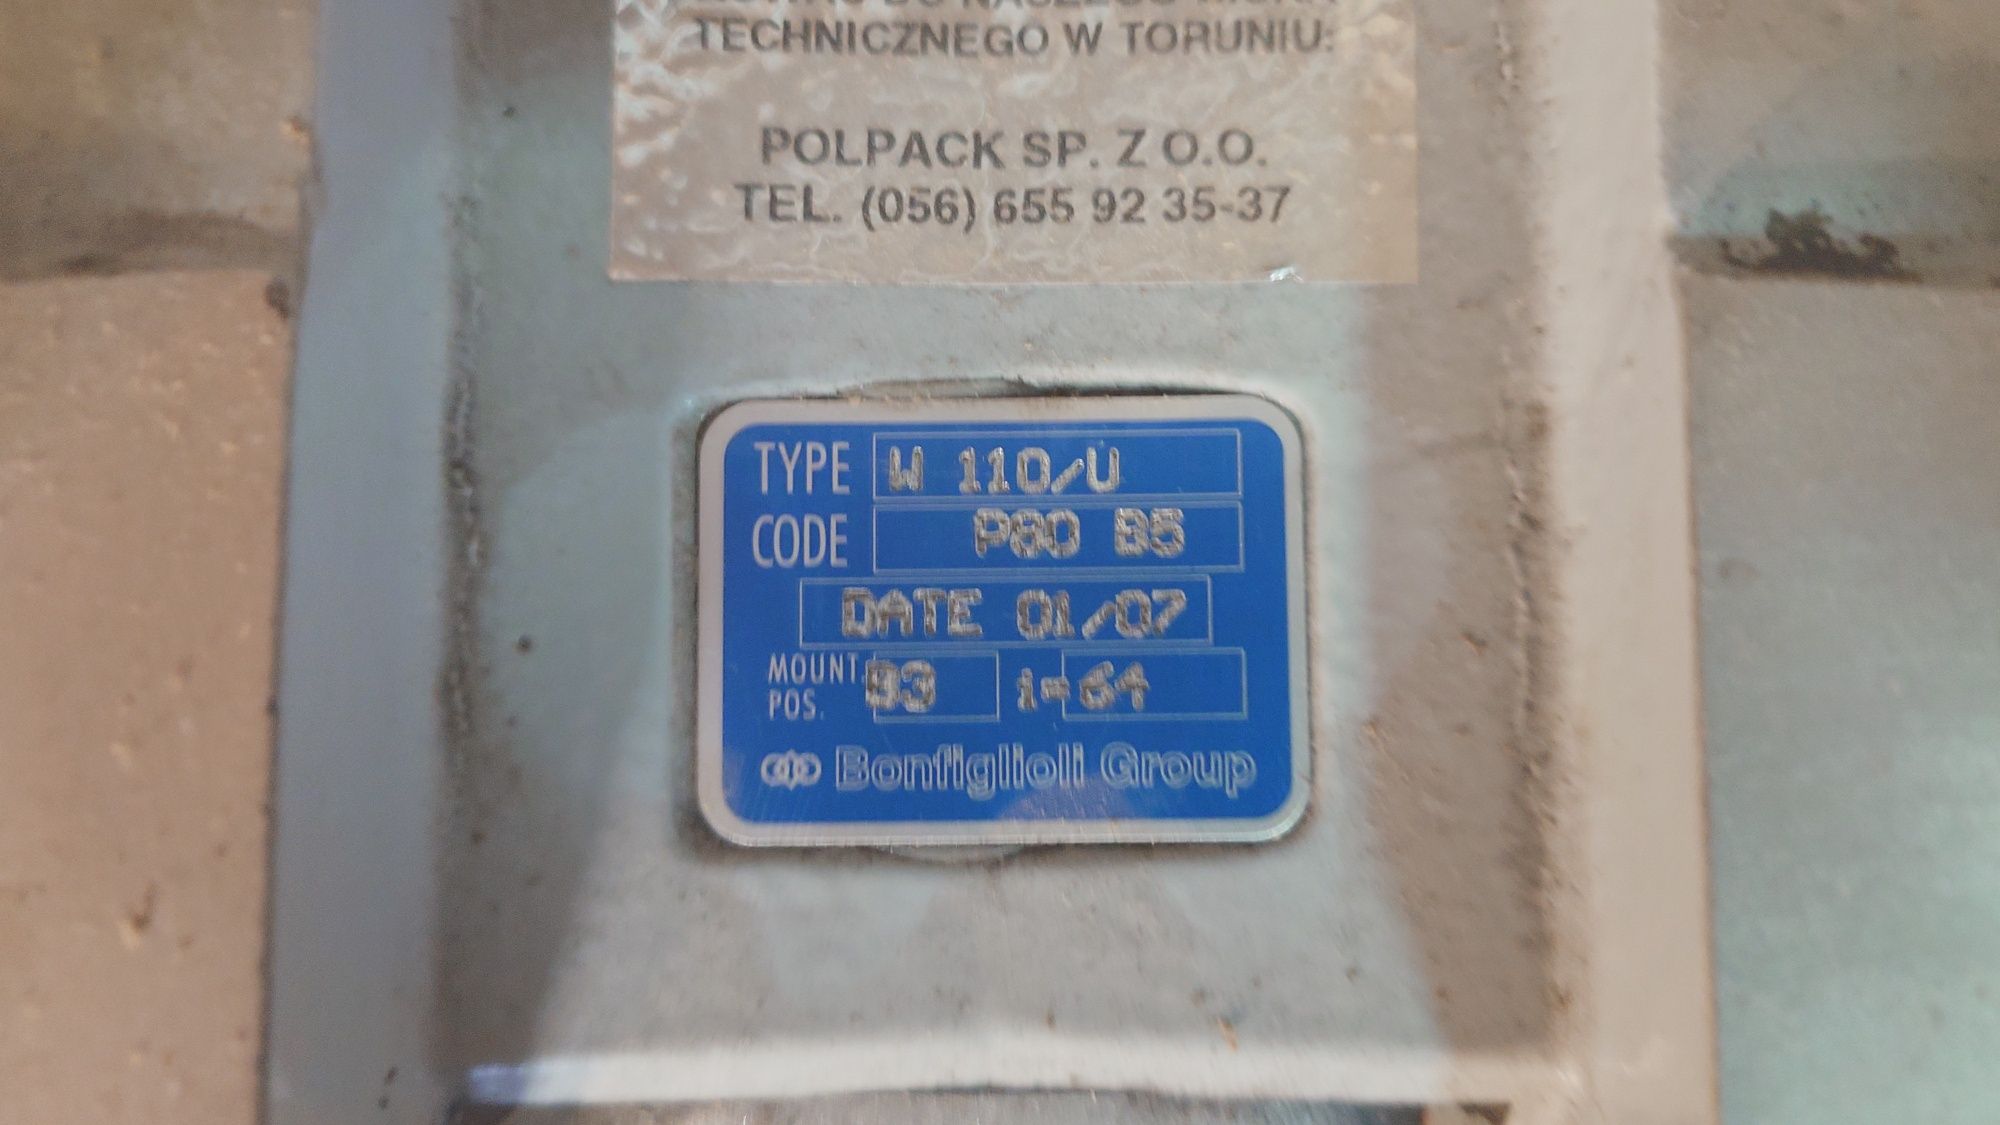 TECHNICZNEGO W TORUNIU:
POLPACK SP. Z O.O.
TEL. (056) 655 92 35-37
TYPE W 110/U
CODE P80 B5
DATE 01/07
MOUNT. POS. B3 i=64
Bonfiglioli Group